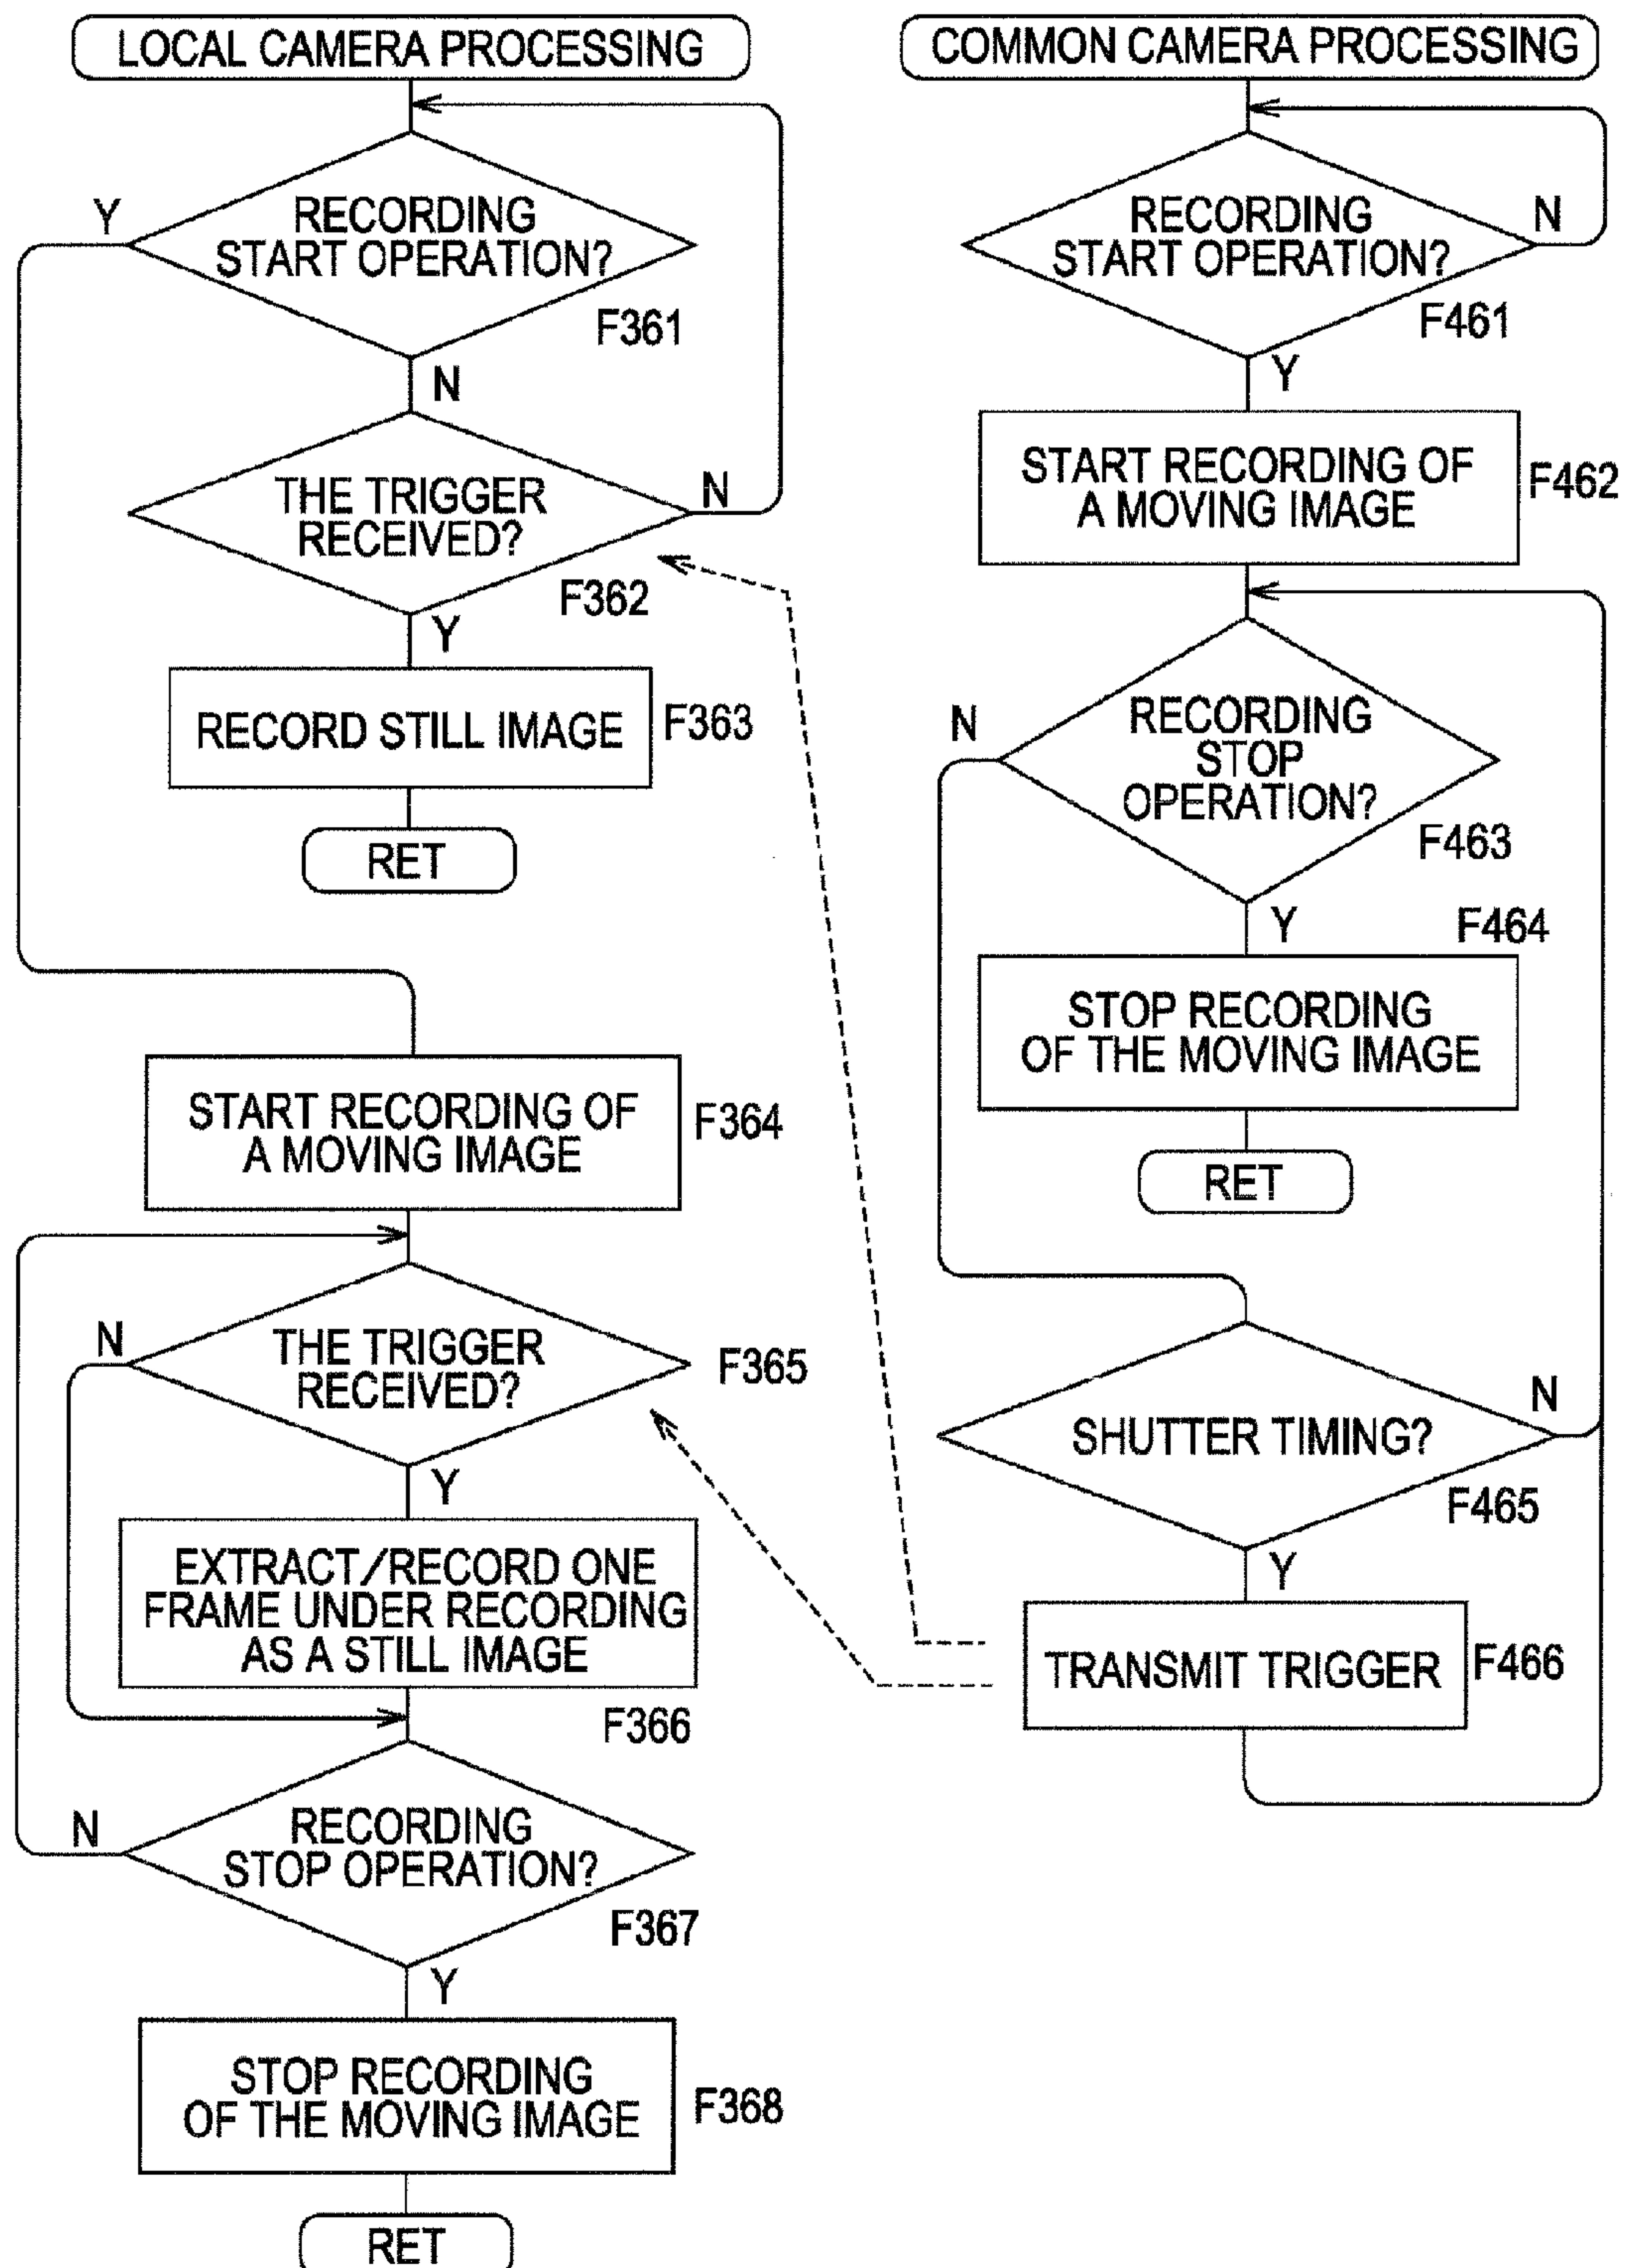 LOCAL CAMERA PROCESSING
Y
RECORDING
START OPERATION?
F361
N
THE TRIGGER
RECEIVED?
N
F362
Y
RECORD STILL IMAGE
F363
RET
START RECORDING OF
A MOVING IMAGE
F364
N
THE TRIGGER
RECEIVED?
F365
Y
EXTRACT/RECORD ONE
FRAME UNDER RECORDING
AS A STILL IMAGE
F366
N
RECORDING
STOP OPERATION?
F367
Y
STOP RECORDING
OF THE MOVING IMAGE
F368
RET
COMMON CAMERA PROCESSING
RECORDING
START OPERATION?
N
F461
Y
START RECORDING OF
A MOVING IMAGE
F462
N
RECORDING
STOP
OPERATION?
F463
Y
F464
STOP RECORDING
OF THE MOVING IMAGE
RET
SHUTTER TIMING?
N
F465
Y
TRANSMIT TRIGGER
F466